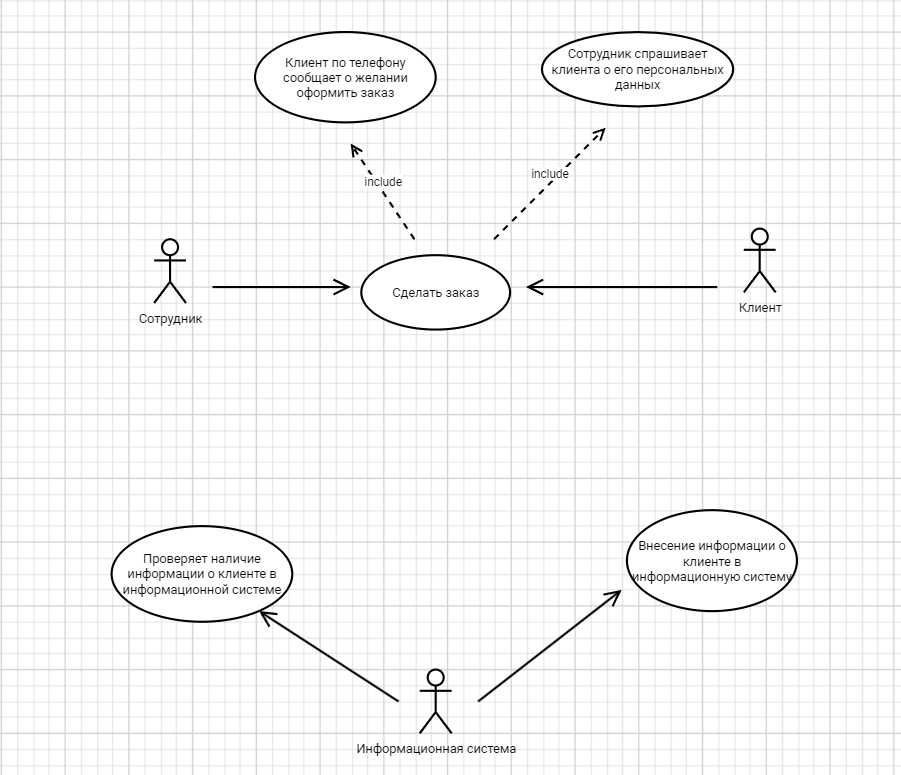 Клиент по телефону
сообщает о желании
оформить заказ
Сотрудник спрашивает
клиента о его персональных
данных
include
include
Сотрудник
Сделать заказ
Клиент
Проверяет наличие
информации о клиенте в
информационной системе
Внесение информации о
клиенте в
информационную систему
Информационная система